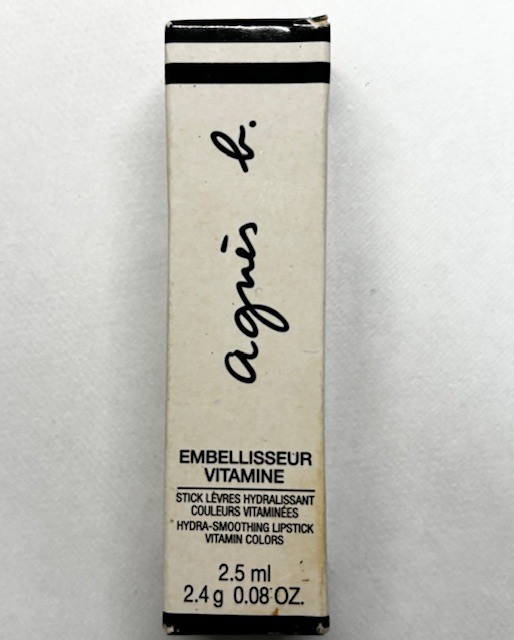 agnès b.
EMBELLISSEUR
VITAMINE
STICK LÈVRES HYDRALISSANT
COULEURS VITAMINÉES
HYDRA-SMOOTHING LIPSTICK
VITAMIN COLORS
2.5 ml
2.4 g 0.08 OZ.